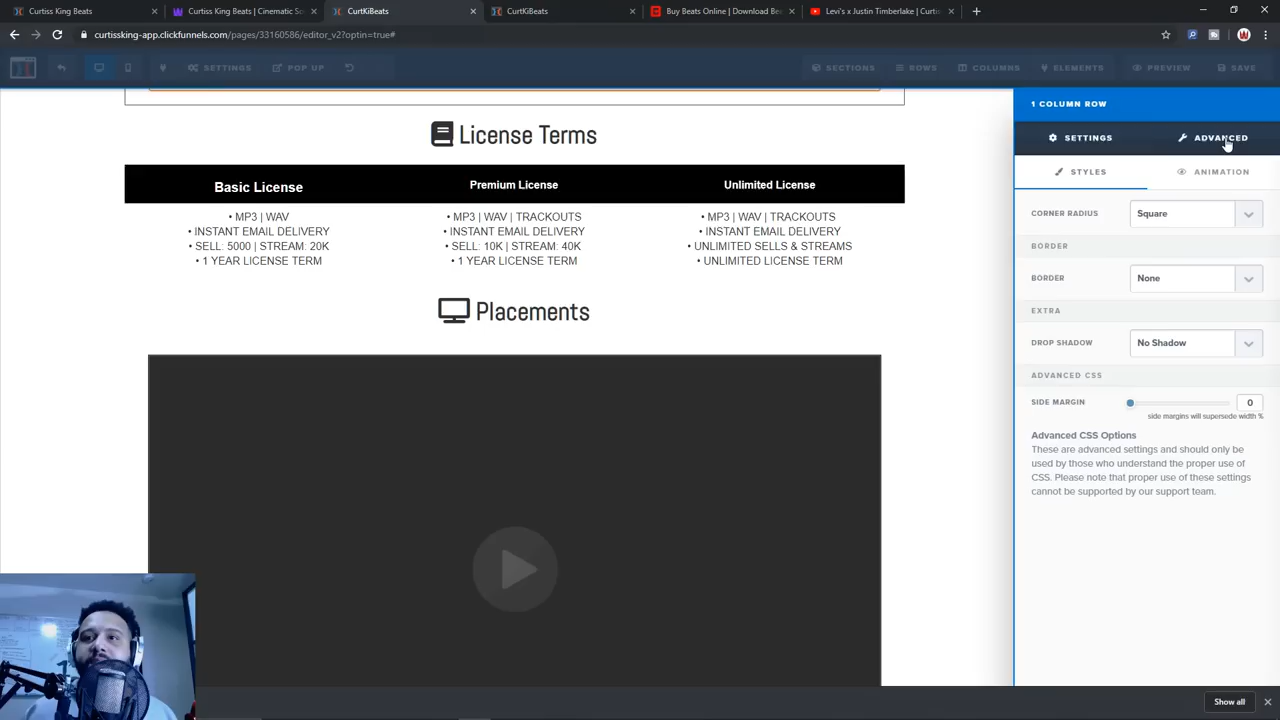 Curtiss King Beats
Curtiss King Beats | Cinematic So
CurtKiBeats
CurtKiBeats
Buy Beats Online | Download Be
Levi's x Justin Timberlake | Curt
curtissking-app.clickfunnels.com/pages/33160586/editor_v2?optin=true#
SETTINGS
POP UP
SECTIONS
ROWS
COLUMNS
ELEMENTS
PREVIEW
SAVE
1 COLUMN ROW
SETTINGS
ADVANCED
STYLES
ANIMATION
CORNER RADIUS
Square
BORDER
BORDER
None
EXTRA
DROP SHADOW
No Shadow
ADVANCED CSS
SIDE MARGIN
0
side margins will supersede width %
Advanced CSS Options
These are advanced settings and should only be
used by those who understand the proper use of
CSS. Please note that proper use of these settings
cannot be supported by our support team.
License Terms
Basic License
Premium License
Unlimited License
• MP3 | WAV
• INSTANT EMAIL DELIVERY
• SELL: 5000 | STREAM: 20K
• 1 YEAR LICENSE TERM
• MP3 | WAV | TRACKOUTS
• INSTANT EMAIL DELIVERY
• SELL: 10K | STREAM: 40K
• 1 YEAR LICENSE TERM
• MP3 | WAV | TRACKOUTS
• INSTANT EMAIL DELIVERY
• UNLIMITED SELLS & STREAMS
• UNLIMITED LICENSE TERM
Placements
Show all